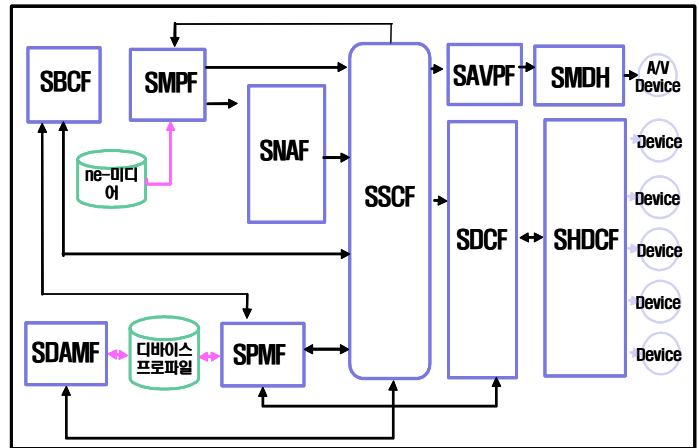 SBCF
SMPF
SAVPF
SMDH
A/V
Device
ne-미디
어
SNAF
SSCF
SDCF
SHDCF
Device
Device
Device
Device
Device
SDAMF
디바이스
프로파일
SPMF